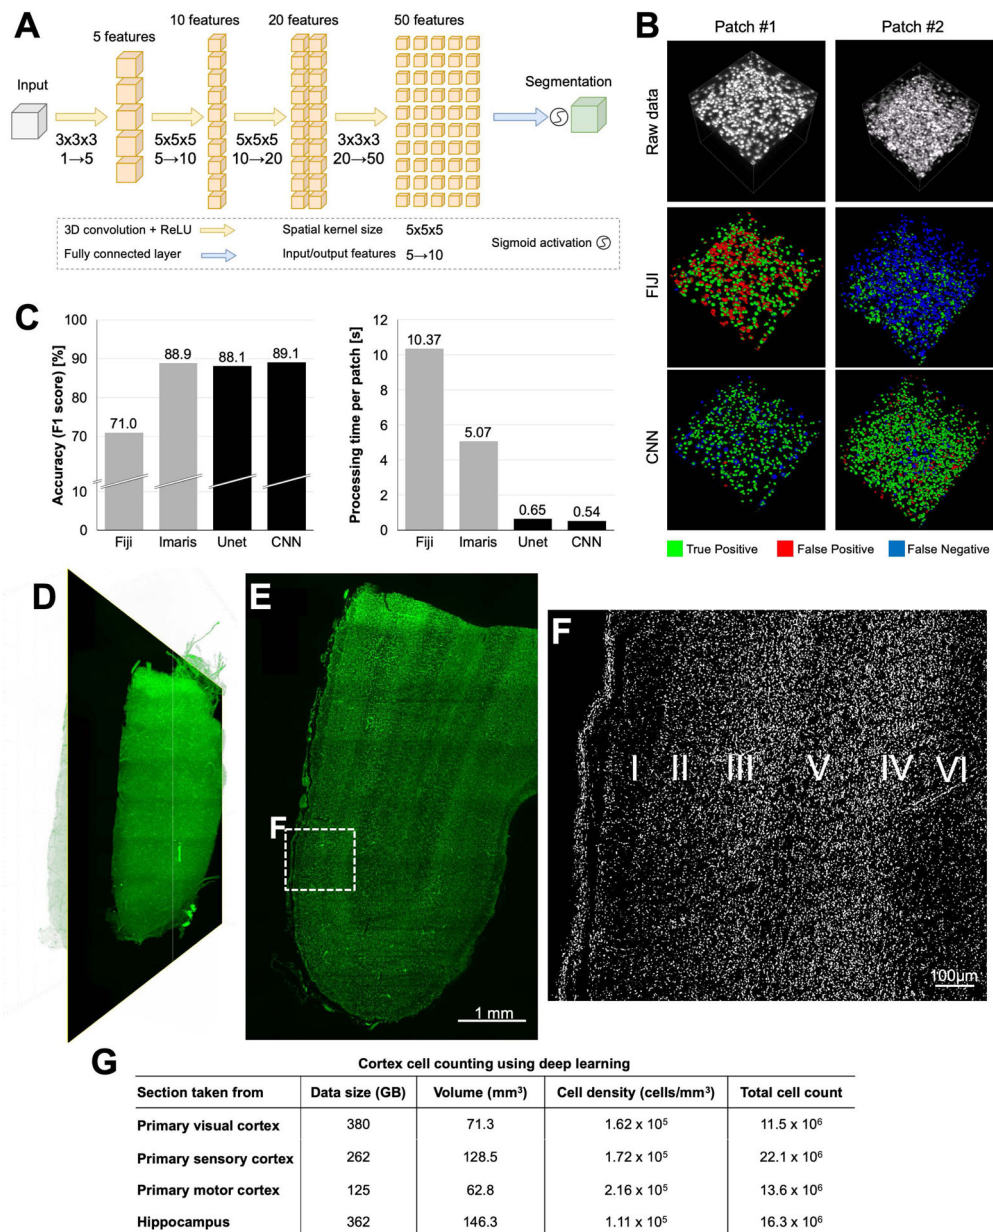 A
5 features
10 features
20 features
50 features
Input
Segmentation
3x3x3
1→5
5x5x5
5→10
5x5x5
10→20
3x3x3
20→50
3D convolution + ReLU
Spatial kernel size
5x5x5
Sigmoid activation
Fully connected layer
Input/output features
5→10
B
Patch #1
Patch #2
Raw data
FIJI
CNN
True Positive
False Positive
False Negative
C
Accuracy (F1 score) [%]
100
90
80
70
10
0
71.0
88.9
88.1
89.1
Fiji
Imaris
Unet
CNN
Processing time per patch [s]
12
10
8
6
4
2
0
10.37
5.07
0.65
0.54
Fiji
Imaris
Unet
CNN
D
E
F
1 mm
F
I II III V IV VI
100µm
G
Cortex cell counting using deep learning
Section taken from Data size (GB) Volume (mm³) Cell density (cells/mm³) Total cell count
Primary visual cortex 380 71.3 1.62 x 10⁵ 11.5 x 10⁶
Primary sensory cortex 262 128.5 1.72 x 10⁵ 22.1 x 10⁶
Primary motor cortex 125 62.8 2.16 x 10⁵ 13.6 x 10⁶
Hippocampus 362 146.3 1.11 x 10⁵ 16.3 x 10⁶